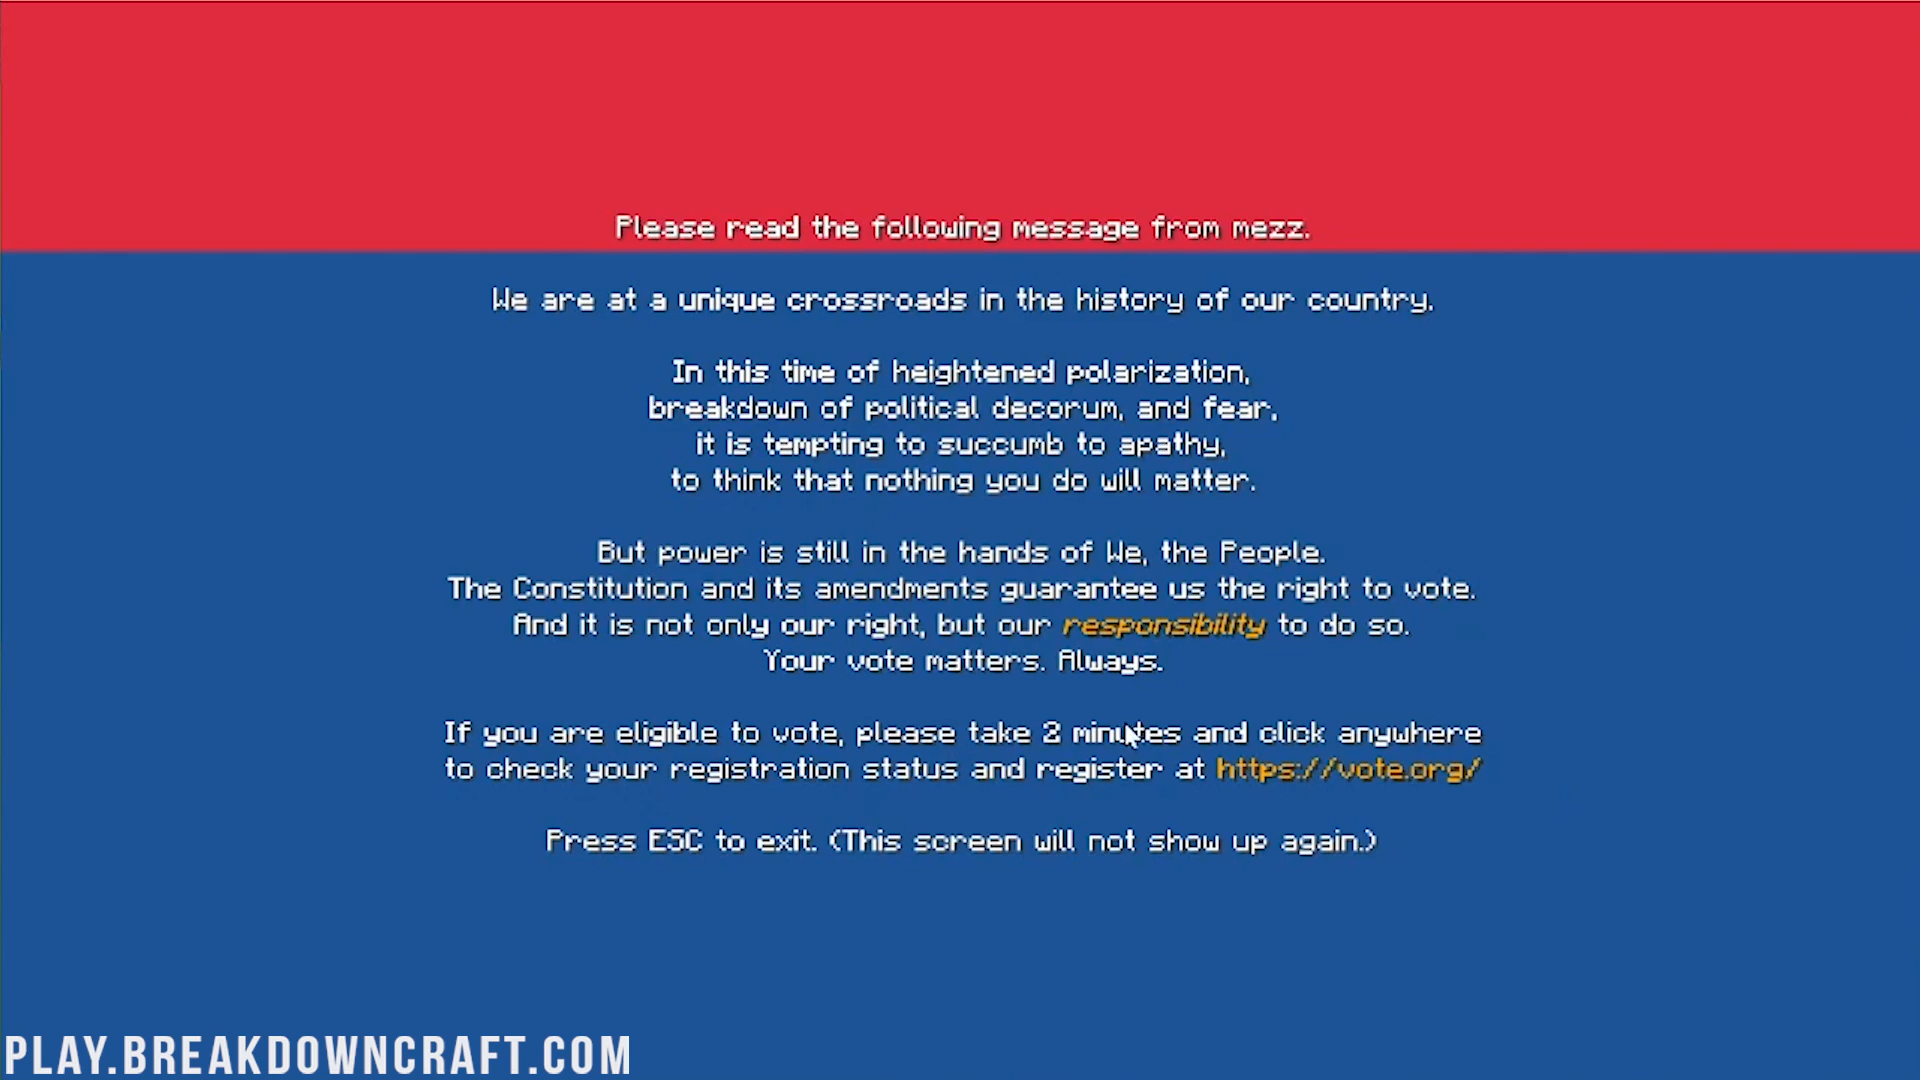 Please read the following message from mezz.
We are at a unique crossroads in the history of our country.
In this time of heightened polarization,
breakdown of political decorum, and fear,
it is tempting to succumb to apathy,
to think that nothing you do will matter.
But power is still in the hands of We, the People.
The Constitution and its amendments guarantee us the right to vote.
And it is not only our right, but our responsibility to do so.
Your vote matters. Always.
If you are eligible to vote, please take 2 minutes and click anywhere
to check your registration status and register at https://vote.org/
Press ESC to exit. (This screen will not show up again.)
PLAY.BREAKDOWNCRAFT.COM